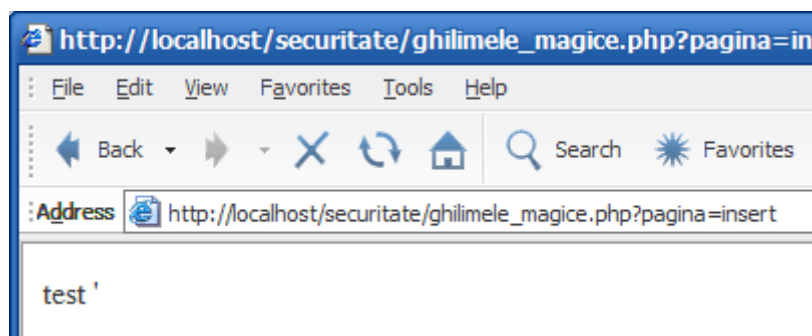 http://localhost/securitate/ghilimele_magice.php?pagina=in
File Edit View Favorites Tools Help
Back Search Favorites
Address http://localhost/securitate/ghilimele_magice.php?pagina=insert
test '